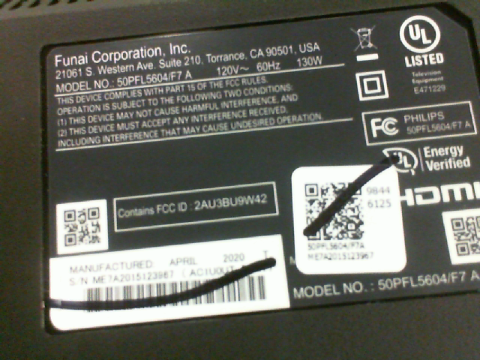 Funai Corporation, Inc.
21061 S. Western Ave. Suite 210, Torrance, CA 90501, USA
MODEL NO.: 50PFL5604/F7 A 120V~ 60Hz 130W
THIS DEVICE COMPLIES WITH PART 15 OF THE FCC RULES.
OPERATION IS SUBJECT TO THE FOLLOWING TWO CONDITIONS:
(1) THIS DEVICE MAY NOT CAUSE HARMFUL INTERFERENCE, AND
(2) THIS DEVICE MUST ACCEPT ANY INTERFERENCE RECEIVED,
INCLUDING INTERFERENCE THAT MAY CAUSE UNDESIRED OPERATION.
UL
LISTED
Television
Equipment
E471229
FC PHILIPS
50PFL5604/F7 A
UL Energy
Verified
HDMI
Contains FCC ID : 2AU3BU9W42
9844
6125
50PFL5604/F7A
ME7A2015123967
MANUFACTURED: APRIL 2020
S/N: ME7A2015123967
MODEL NO. : 50PFL5604/F7 A